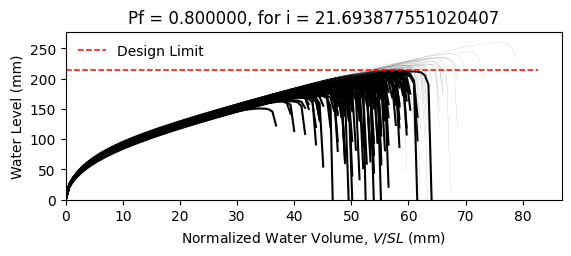 Pf = 0.800000, for i = 21.693877551020407
Design Limit
Water Level (mm)
250
200
150
100
50
0
0 10 20 30 40 50 60 70 80
Normalized Water Volume, V/SL (mm)